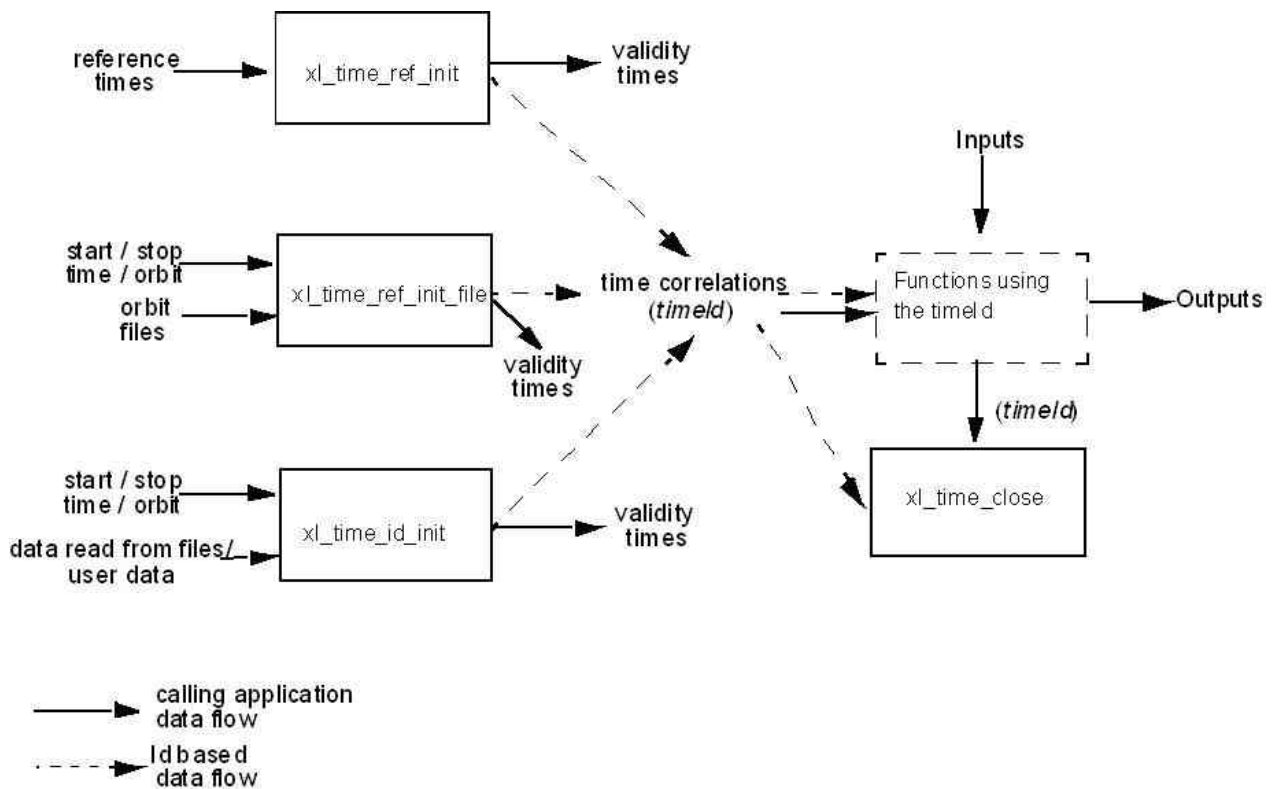 reference
times
xl_time_ref_init
validity
times
Inputs
start / stop
time / orbit
orbit
files
xl_time_ref_init_file
validity
times
time correlations
(timeId)
Functions using
the timeId
Outputs
(timeId)
xl_time_close
start / stop
time / orbit
data read from files/
user data
xl_time_id_init
validity
times
calling application
data flow
Id based
data flow